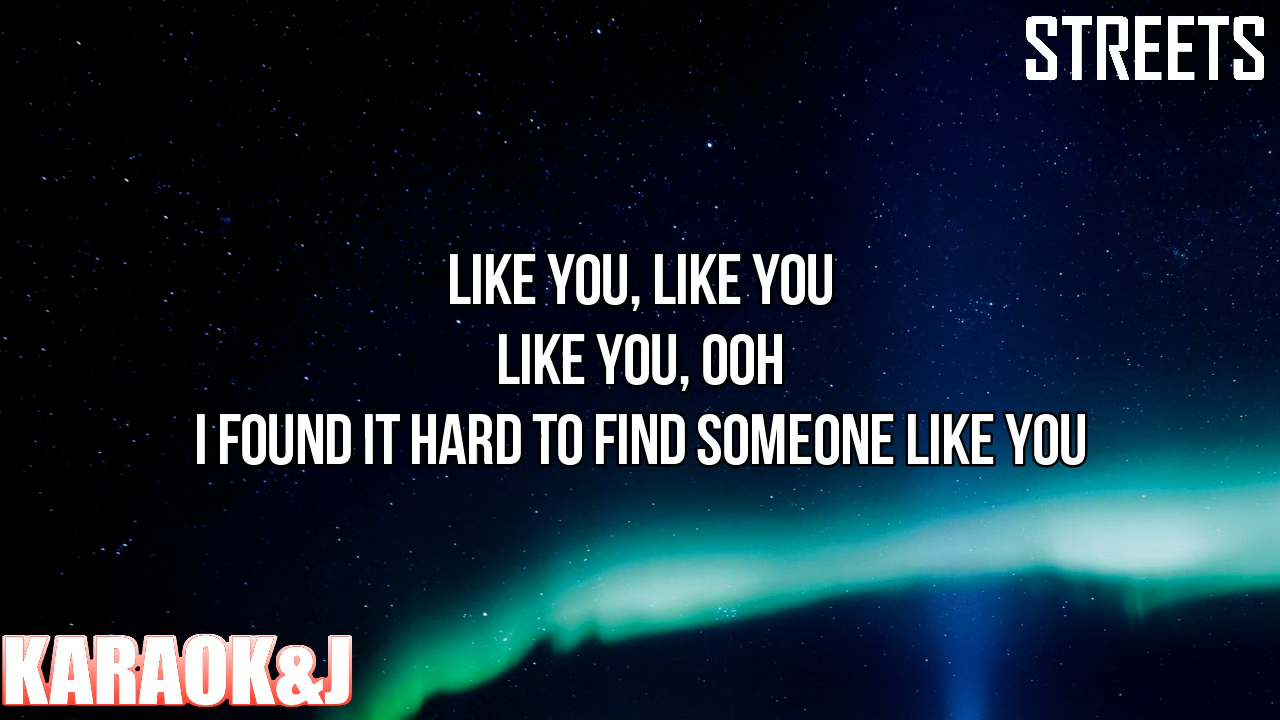 STREETS
LIKE YOU, LIKE YOU
LIKE YOU, OOH
I FOUND IT HARD TO FIND SOMEONE LIKE YOU
KARAOK&J